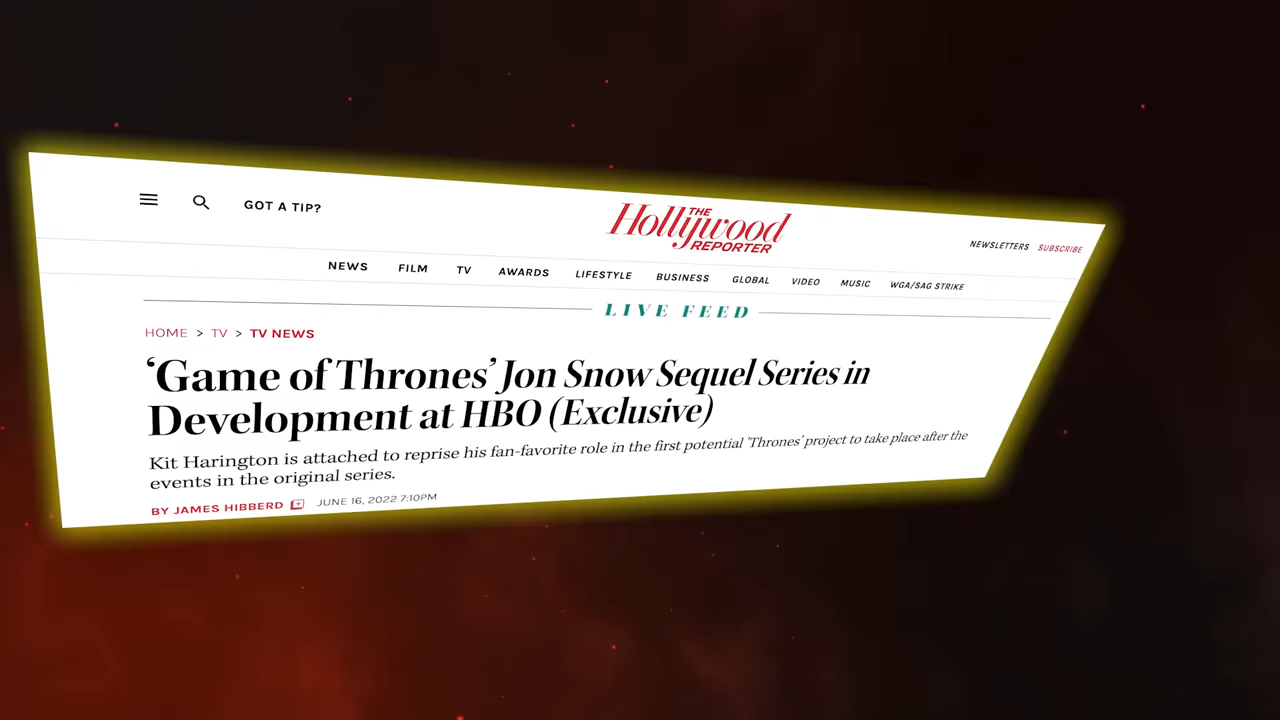 GOT A TIP?
THE
Hollywood
REPORTER
NEWSLETTERS SUBSCRIBE
NEWS FILM TV AWARDS LIFESTYLE BUSINESS GLOBAL VIDEO MUSIC WGA/SAG STRIKE
LIVE FEED
HOME > TV > TV NEWS
‘Game of Thrones’ Jon Snow Sequel Series in
Development at HBO (Exclusive)
Kit Harington is attached to reprise his fan-favorite role in the first potential 'Thrones' project to take place after the
events in the original series.
BY JAMES HIBBERD JUNE 16, 2022 7:10PM